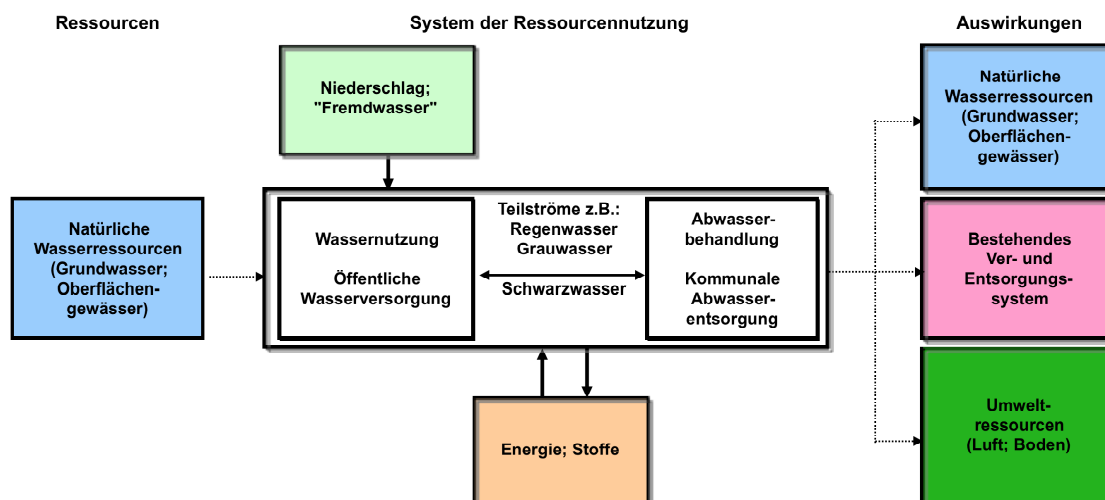 Ressourcen
System der Ressourcennutzung
Auswirkungen
Niederschlag;
"Fremdwasser"
Natürliche
Wasserressourcen
(Grundwasser;
Oberflächen-
gewässer)
Wassernutzung
Öffentliche
Wasserversorgung
Teilströme z.B.:
Regenwasser
Grauwasser
Schwarzwasser
Abwasser-
behandlung
Kommunale
Abwasser-
entsorgung
Energie; Stoffe
Natürliche
Wasserressourcen
(Grundwasser;
Oberflächen-
gewässer)
Bestehendes
Ver- und
Entsorgungs-
system
Umwelt-
ressourcen
(Luft; Boden)